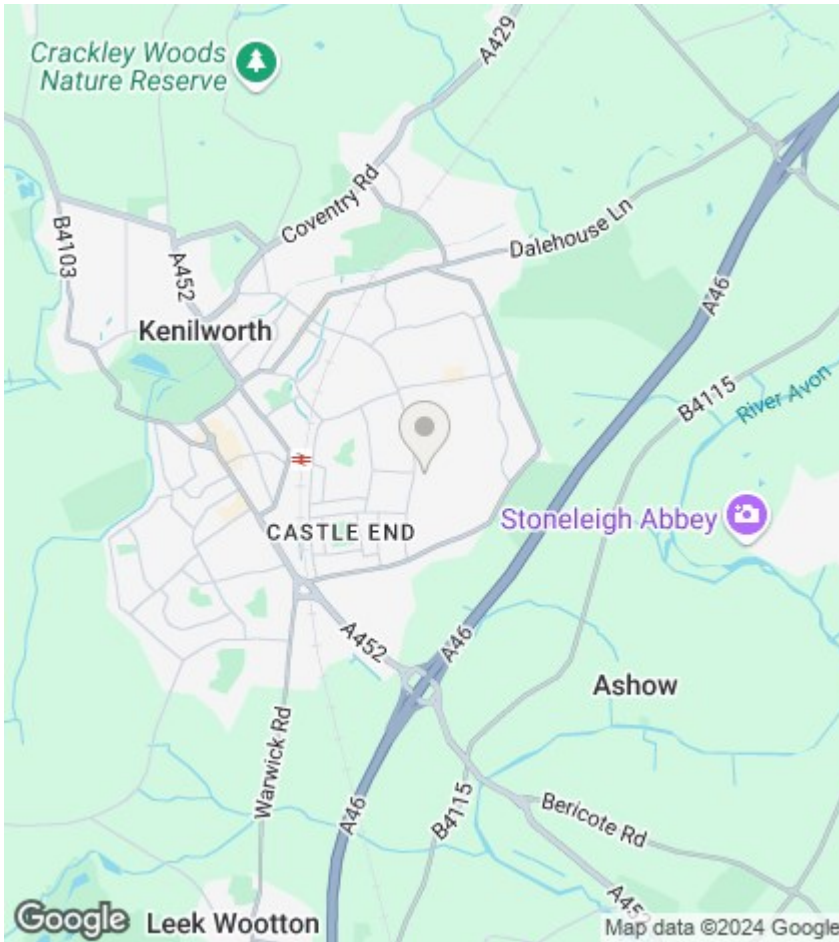 Crackley Woods
Nature Reserve
A429
Coventry Rd
B4103
A452
Dalehouse Ln
Kenilworth
A46
B4115
River Avon
Stoneleigh Abbey
CASTLE END
A452
A46
Ashow
Warwick Rd
A46
B4115
Bericote Rd
A452
Google
Leek Wootton
Map data ©2024 Google